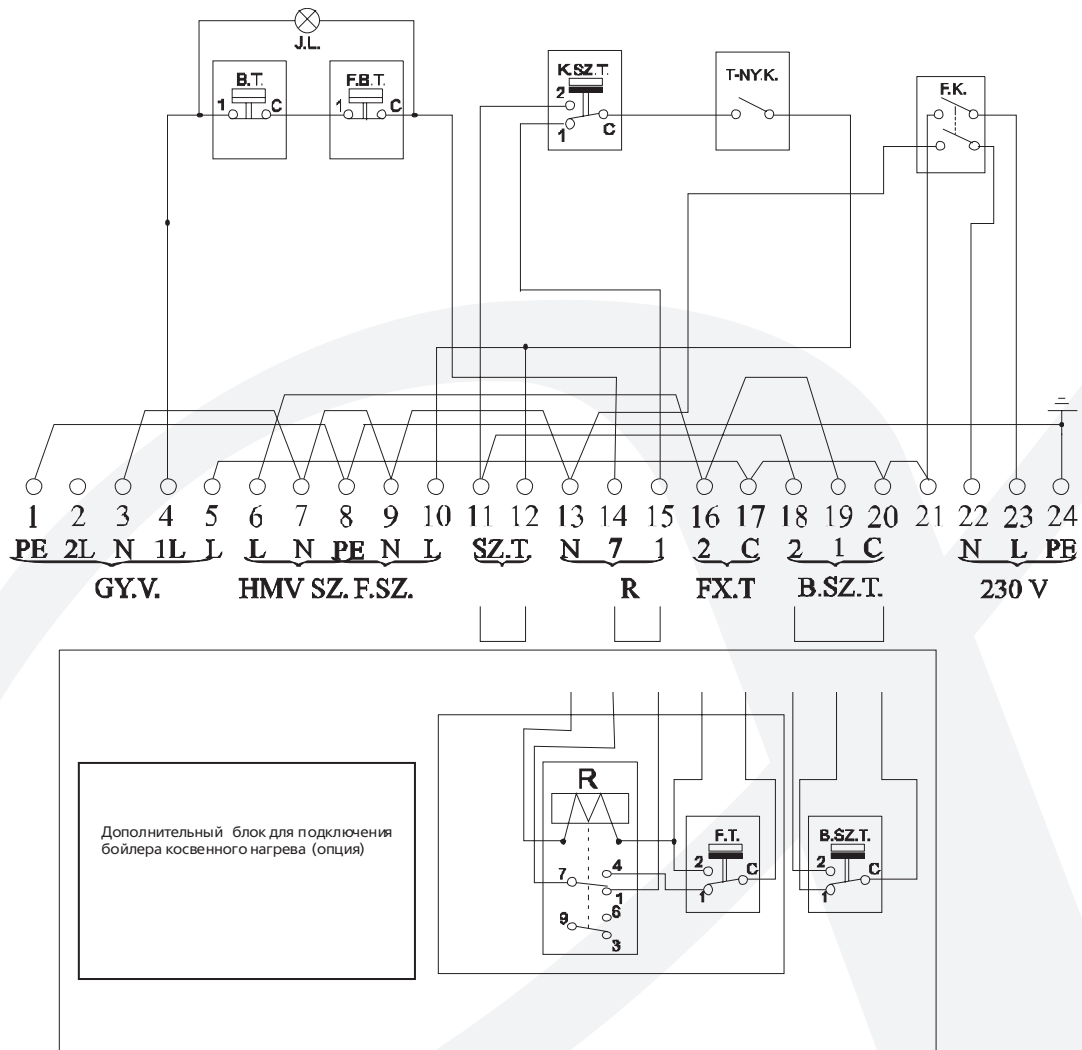 J.L.
B.T.
F.B.T.
K.SZ.T.
T-NY.K.
F.K.
1 C
1 C
2
1 C
1 2 3 4 5 6 7 8 9 10 11 12 13 14 15 16 17 18 19 20 21 22 23 24
PE 2L N 1L L L N PE N L SZ.T. N 7 1 2 C 2 1 C N L PE
GY.V. HMV SZ. F.SZ. R FX.T B.SZ.T. 230 V
R
Дополнительный блок для подключения
бойлера косвенного нагрева (опция)
F.T.
B.SZ.T.
7 4
1
9 6
3
2 C
1
2 C
1